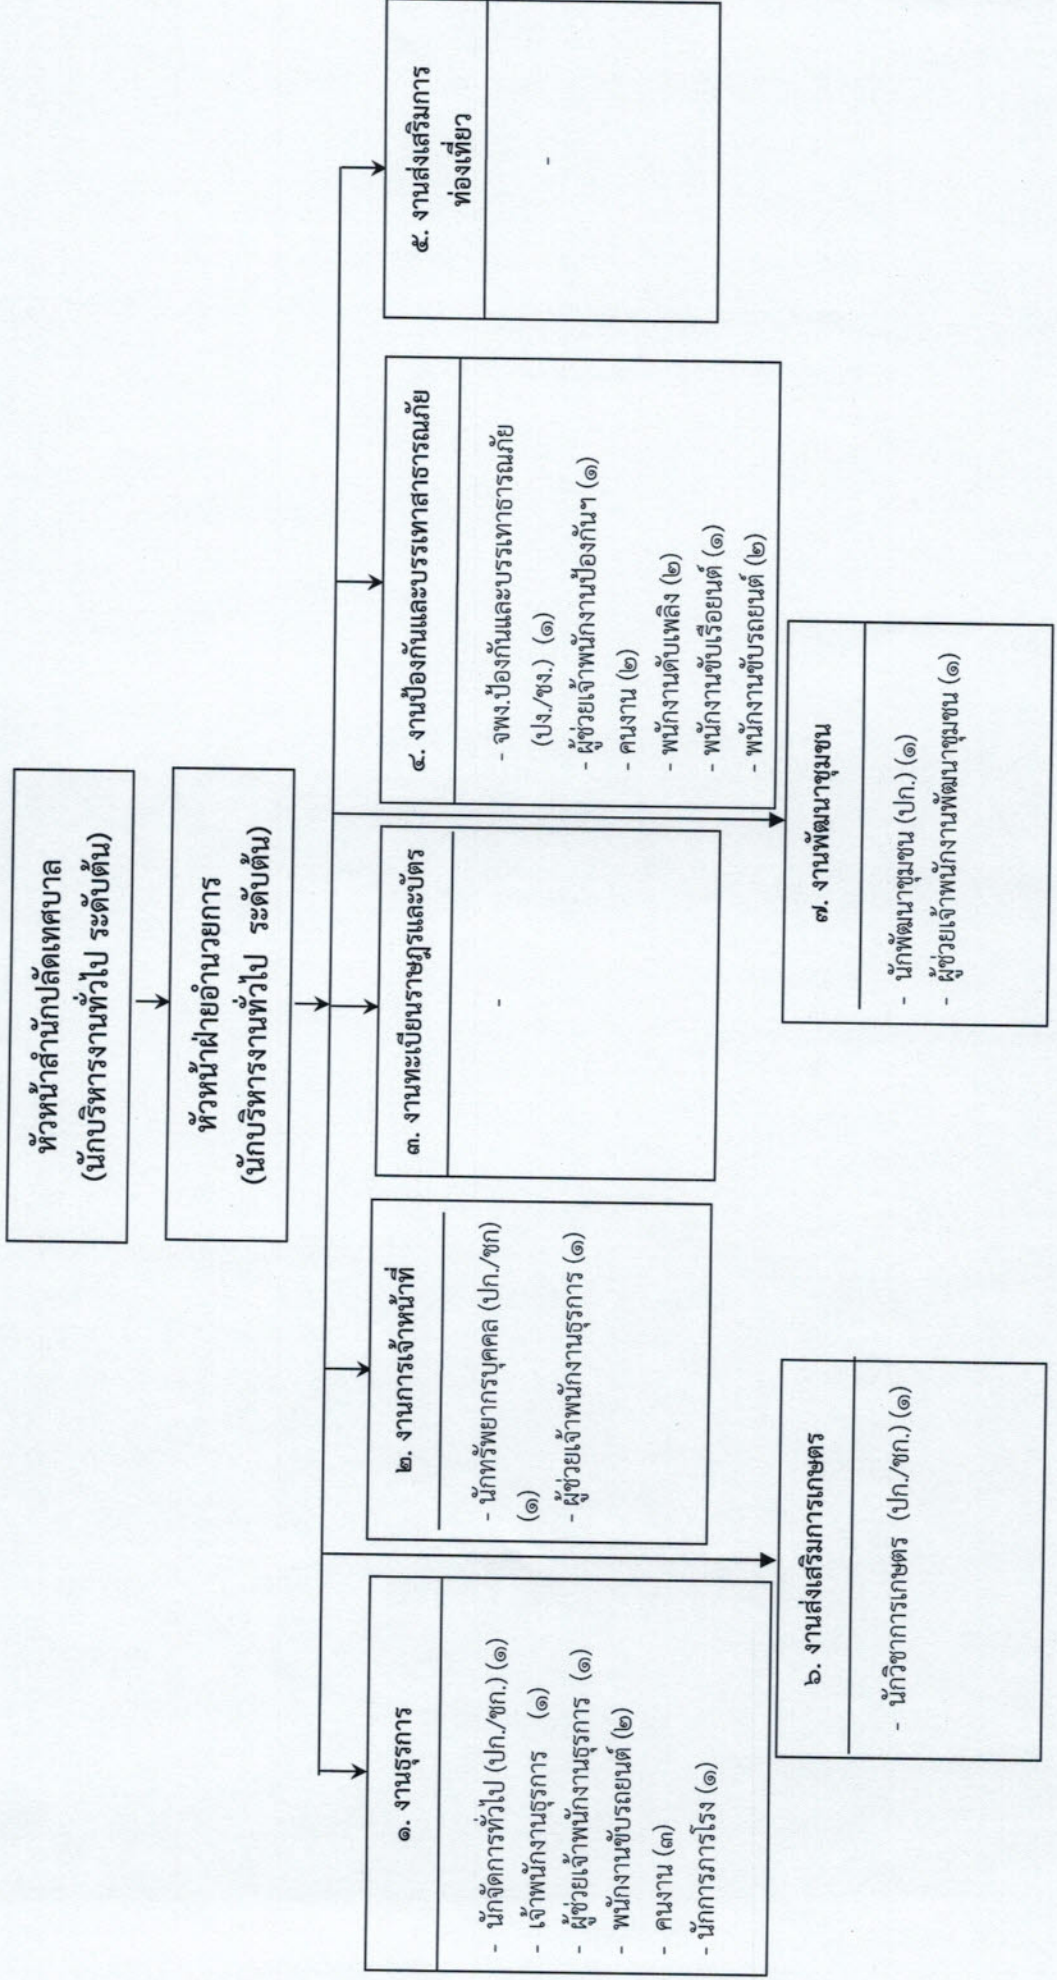 หัวหน้าสำนักปลัดเทศบาล
(นักบริหารงานทั่วไป ระดับต้น)
หัวหน้าฝ่ายอำนวยการ
(นักบริหารงานทั่วไป ระดับต้น)
๑. งานธุรการ
- นักจัดการทั่วไป (ปก./ชก.) (๑)
- เจ้าพนักงานธุรการ (๑)
- ผู้ช่วยเจ้าพนักงานธุรการ (๑)
- พนักงานขับรถยนต์ (๒)
- คนงาน (๓)
- นักการภารโรง (๑)
๒. งานการเจ้าหน้าที่
- นักทรัพยากรบุคคล (ปก./ชก)
(๑)
- ผู้ช่วยเจ้าพนักงานธุรการ (๑)
๓. งานทะเบียนราษฎรและบัตร
-
๔. งานป้องกันและบรรเทาสาธารณภัย
- จพง.ป้องกันและบรรเทาธารณภัย
(ปง./ชง.) (๑)
- ผู้ช่วยเจ้าพนักงานป้องกันฯ (๑)
- คนงาน (๒)
- พนักงานดับเพลิง (๒)
- พนักงานขับเรือยนต์ (๑)
- พนักงานขับรถยนต์ (๒)
๕. งานส่งเสริมการ
ท่องเที่ยว
-
๖. งานส่งเสริมการเกษตร
- นักวิชาการเกษตร (ปก./ชก.) (๑)
๗. งานพัฒนาชุมชน
- นักพัฒนาชุมชน (ปก.) (๑)
- ผู้ช่วยเจ้าพนักงานพัฒนาชุมชน (๑)